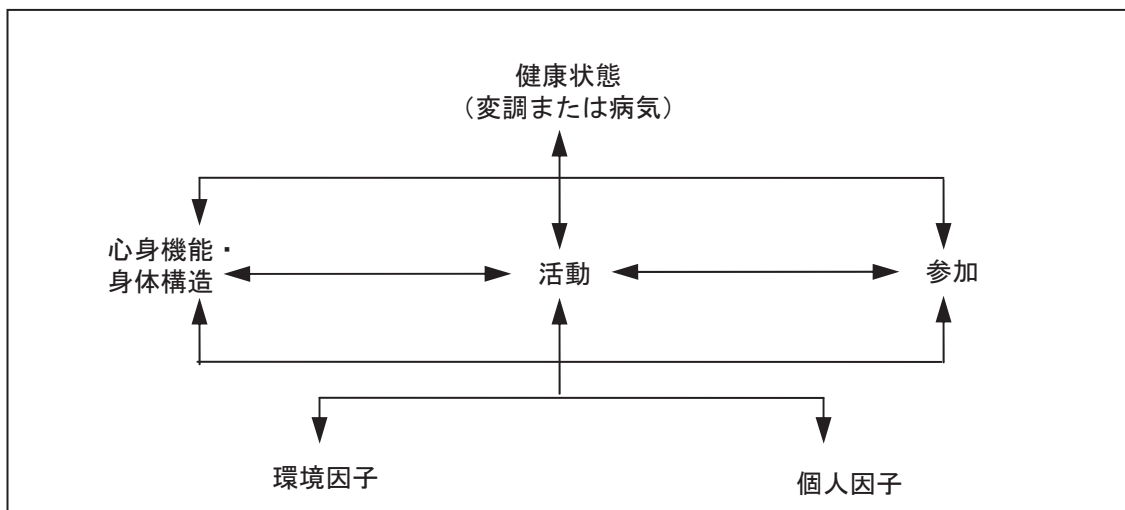 健康状態
（変調または病気）
心身機能・
身体構造
活動
参加
環境因子
個人因子